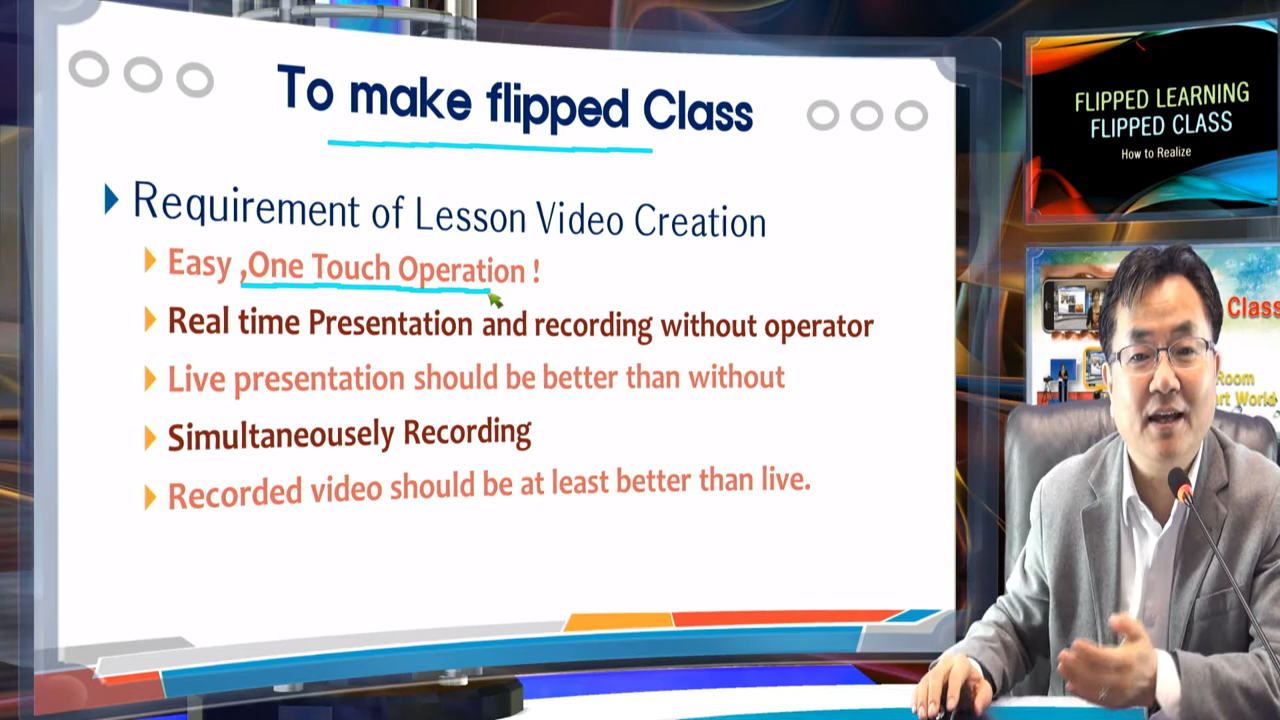 To make flipped Class
Requirement of Lesson Video Creation
Easy ,One Touch Operation !
Real time Presentation and recording without operator
Live presentation should be better than without
Simultaneousely Recording
Recorded video should be at least better than live.
FLIPPED LEARNING
FLIPPED CLASS
How to Realize
Class
Room
rt World